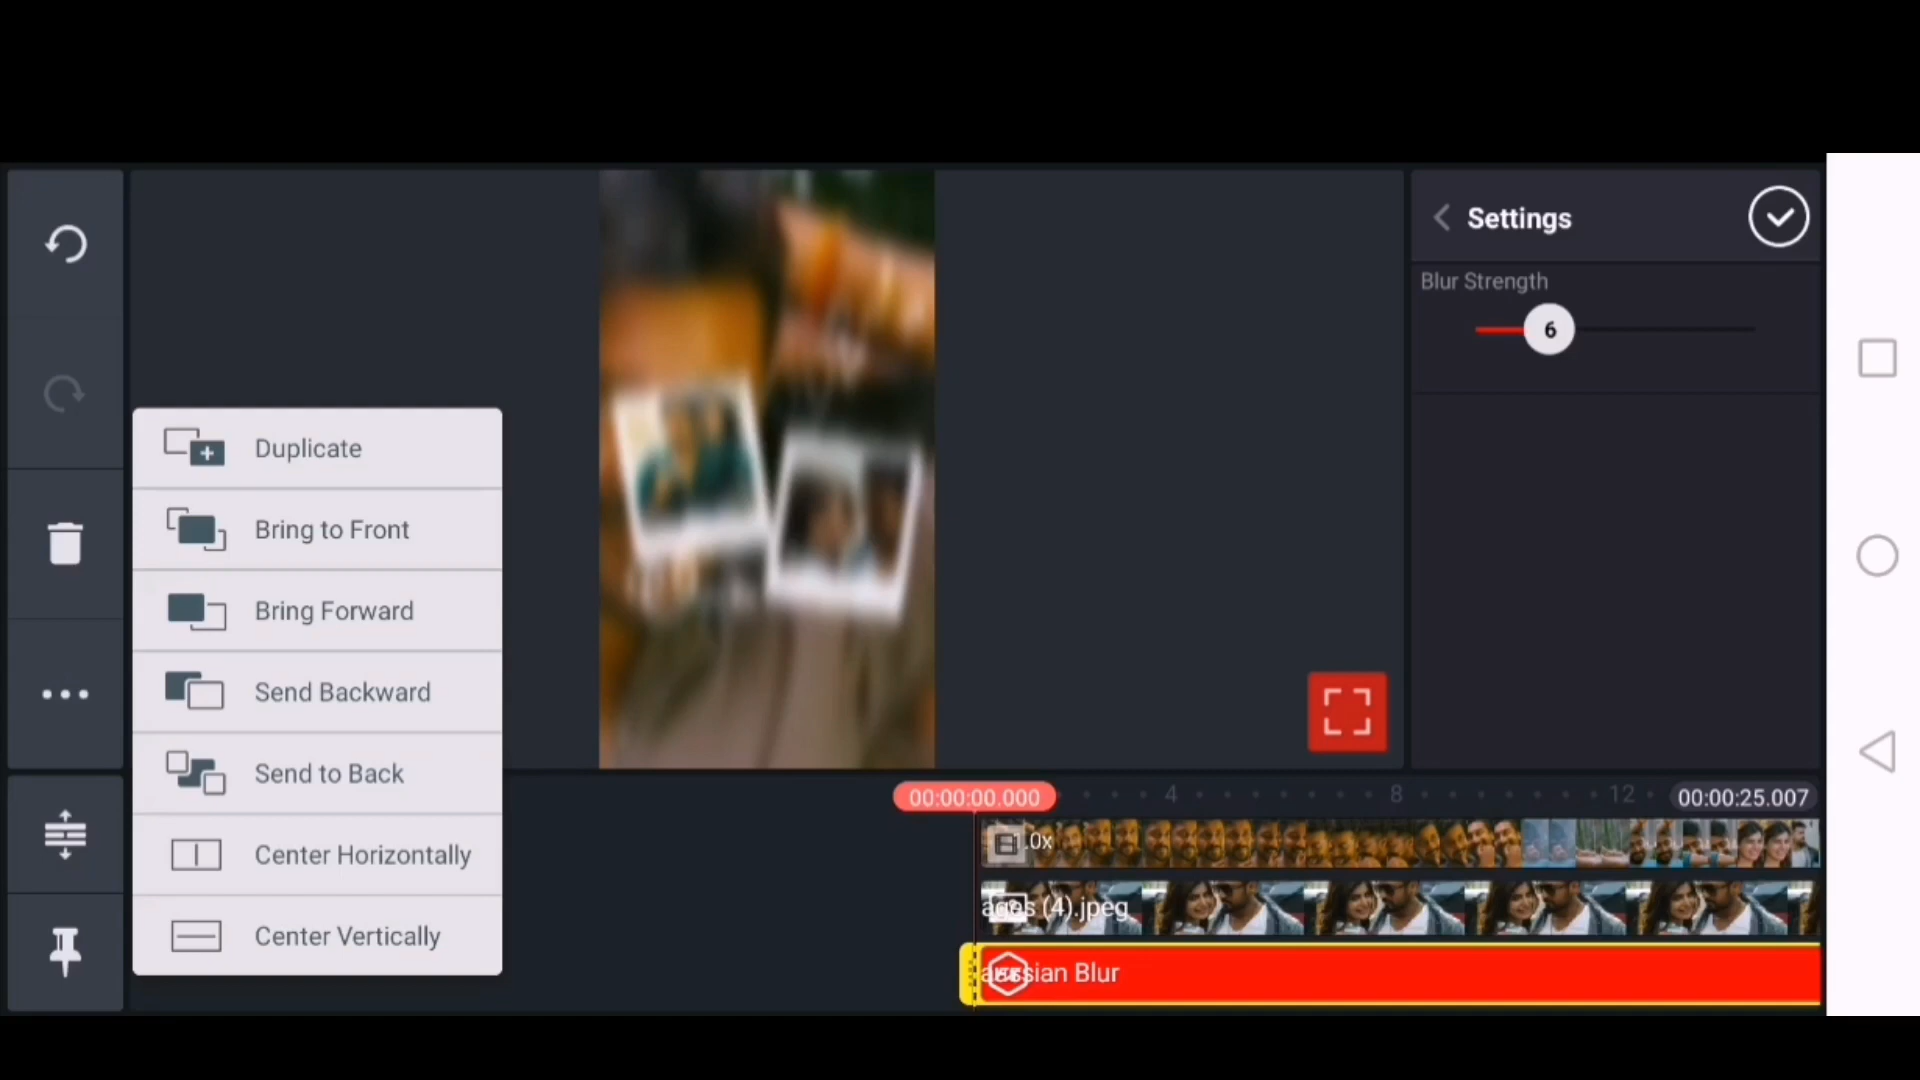 Settings
Blur Strength
6
Duplicate
Bring to Front
Bring Forward
Send Backward
Send to Back
Center Horizontally
Center Vertically
00:00:00.000
4
8
12
00:00:25.007
.0x
ages (4).jpeg
aussian Blur